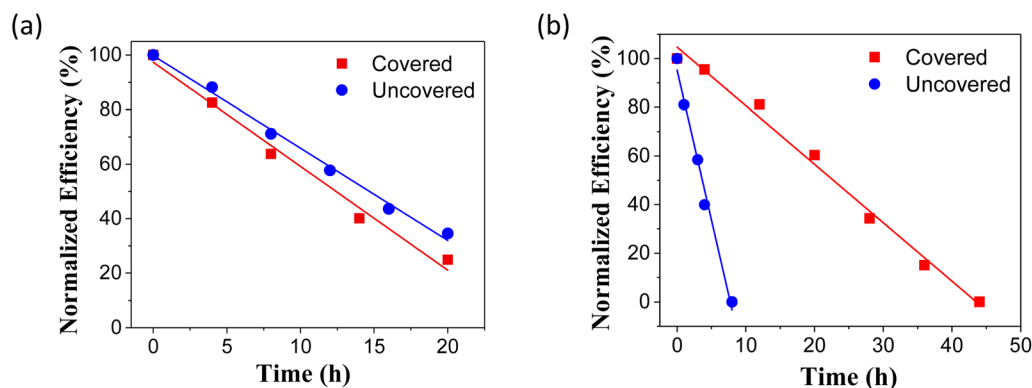 (a)
Normalized Efficiency (%)
100
80
60
40
20
0
Covered
Uncovered
0 5 10 15 20
Time (h)
(b)
Normalized Efficiency (%)
100
80
60
40
20
0
Covered
Uncovered
0 10 20 30 40 50
Time (h)